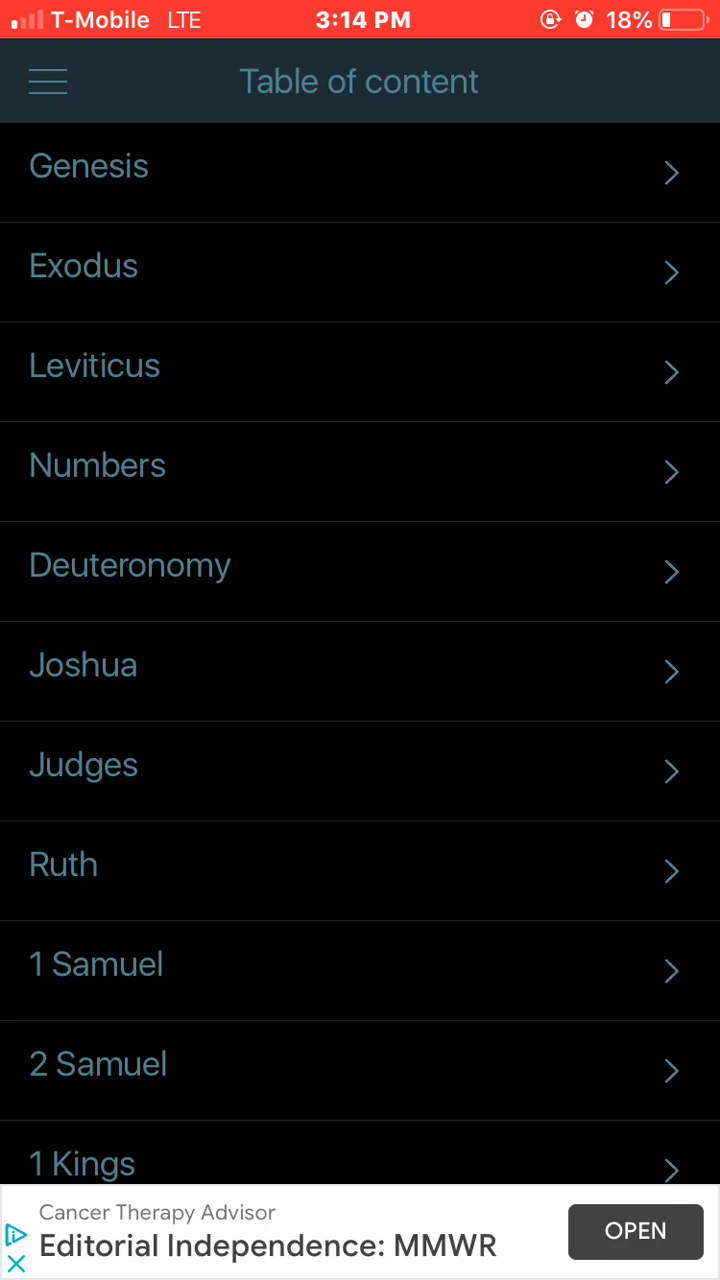 T-Mobile LTE 3:14 PM 18%
Table of content
Genesis
Exodus
Leviticus
Numbers
Deuteronomy
Joshua
Judges
Ruth
1 Samuel
2 Samuel
1 Kings
Cancer Therapy Advisor
Editorial Independence: MMWR
OPEN